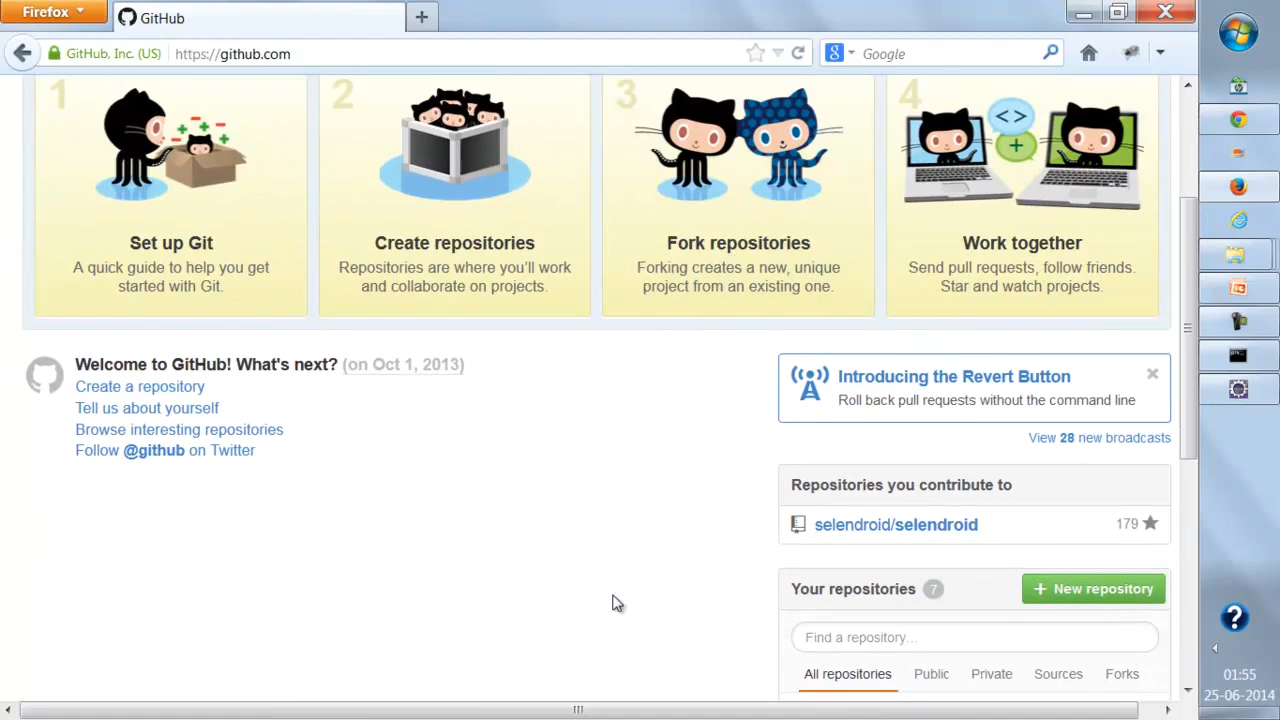 Firefox
GitHub
GitHub, Inc. (US)
https://github.com
Google
1
2
3
4
<>
+
Set up Git
A quick guide to help you get
started with Git.
Create repositories
Repositories are where you'll work
and collaborate on projects.
Fork repositories
Forking creates a new, unique
project from an existing one.
Work together
Send pull requests, follow friends.
Star and watch projects.
Welcome to GitHub! What's next? (on Oct 1, 2013)
Create a repository
Tell us about yourself
Browse interesting repositories
Follow @github on Twitter
Introducing the Revert Button
Roll back pull requests without the command line
View 28 new broadcasts
Repositories you contribute to
selendroid/selendroid 179
Your repositories 7
+ New repository
Find a repository...
All repositories Public Private Sources Forks
01:55
25-06-2014